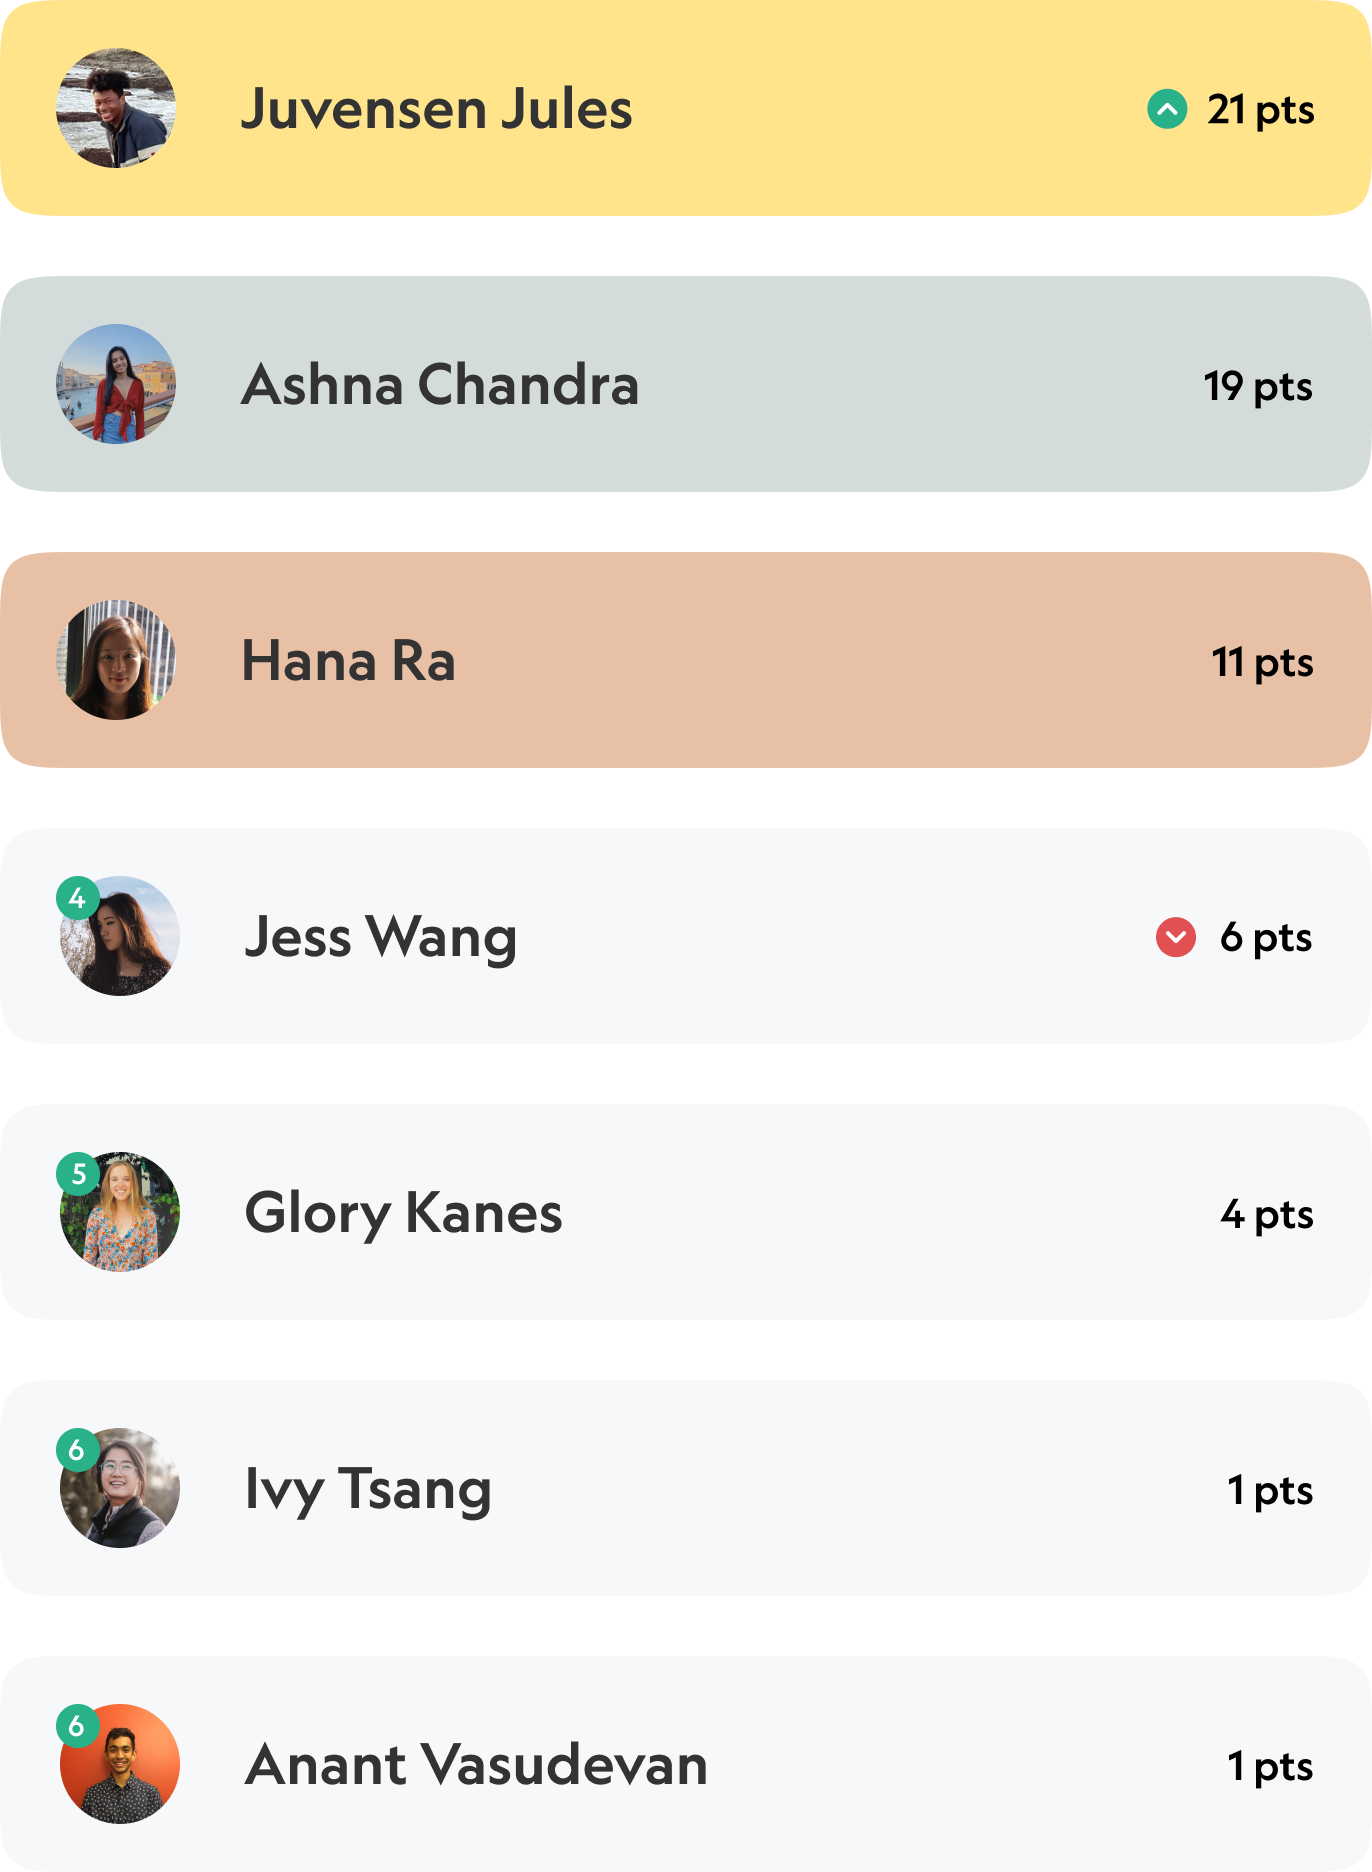 Juvensen Jules 21 pts
Ashna Chandra 19 pts
Hana Ra 11 pts
4 Jess Wang 6 pts
5 Glory Kanes 4 pts
6 Ivy Tsang 1 pts
6 Anant Vasudevan 1 pts